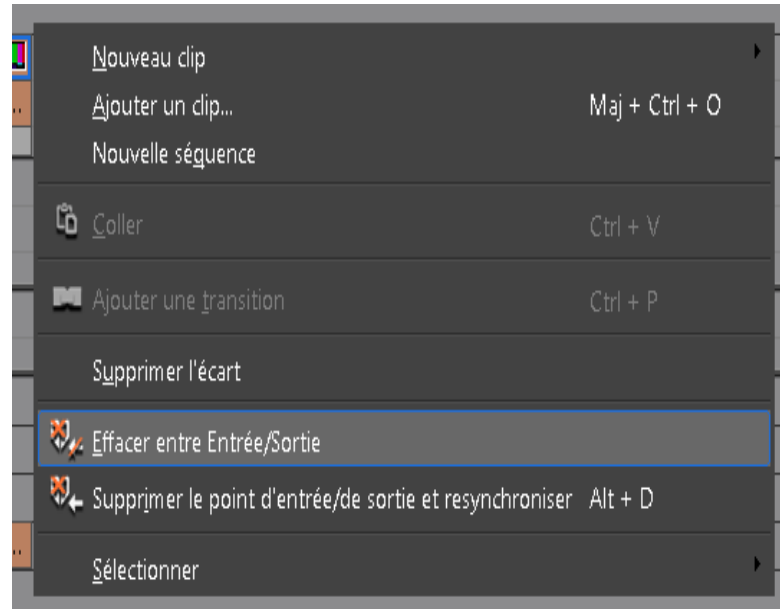 Nouveau clip
Ajouter un clip... Maj + Ctrl + O
Nouvelle séquence
Coller Ctrl + V
Ajouter une transition Ctrl + P
Supprimer l'écart
Effacer entre Entrée/Sortie
Supprimer le point d'entrée/de sortie et resynchroniser Alt + D
Sélectionner